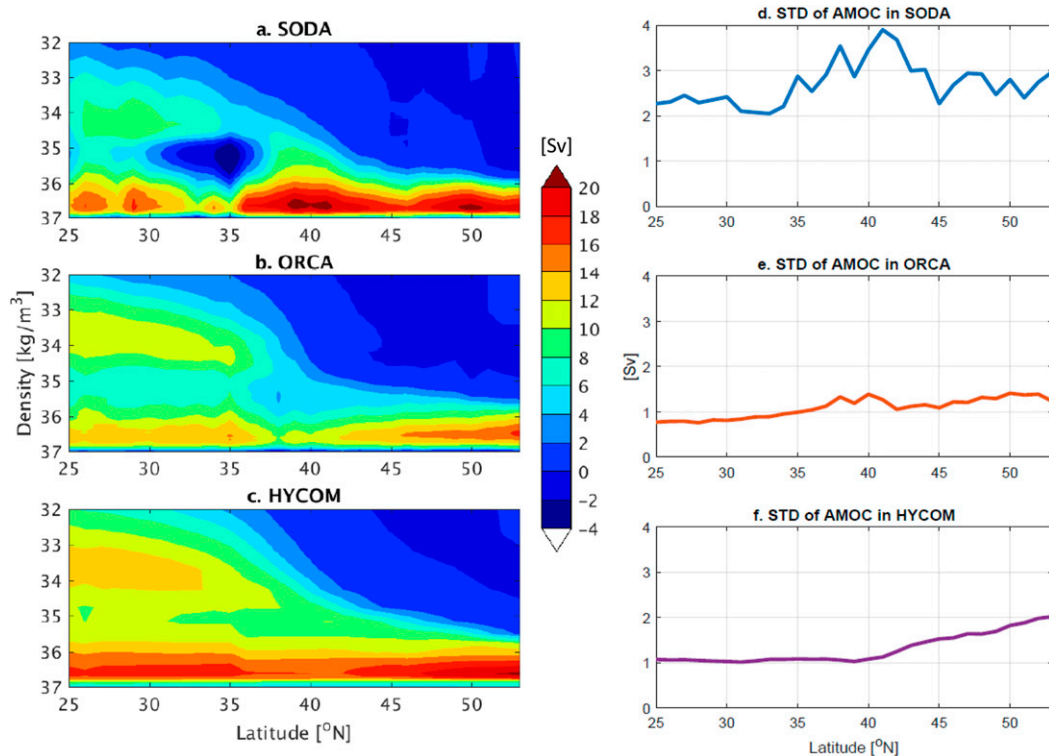 a. SODA
32
33
34
35
36
37
25 30 35 40 45 50
b. ORCA
32
33
34
35
36
37
25 30 35 40 45 50
c. HYCOM
32
33
34
35
36
37
25 30 35 40 45 50
Density [kg/m³]
Latitude [°N]
[Sv]
20
18
16
14
12
10
8
6
4
2
0
-2
-4
d. STD of AMOC in SODA
4
3
2
1
0
25 30 35 40 45 50
e. STD of AMOC in ORCA
4
3
2
1
0
25 30 35 40 45 50
[Sv]
f. STD of AMOC in HYCOM
4
3
2
1
0
25 30 35 40 45 50
Latitude [°N]